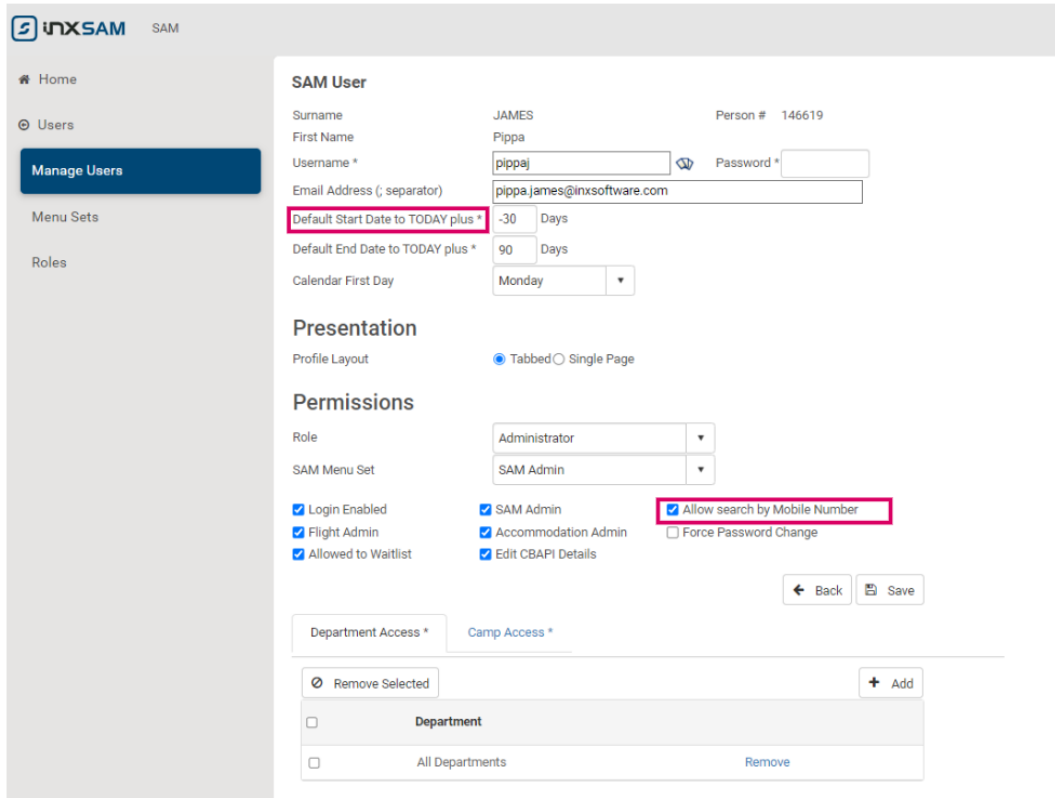 inxsam SAM
Home
Users
Manage Users
Menu Sets
Roles
SAM User
Surname JAMES Person # 146619
First Name Pippa
Username * pippaj Password *
Email Address (; separator) pippa.james@inxsoftware.com
Default Start Date to TODAY plus * -30 Days
Default End Date to TODAY plus * 90 Days
Calendar First Day Monday
Presentation
Profile Layout Tabbed Single Page
Permissions
Role Administrator
SAM Menu Set SAM Admin
Login Enabled SAM Admin Allow search by Mobile Number
Flight Admin Accommodation Admin Force Password Change
Allowed to Waitlist Edit CBAPI Details
Back Save
Department Access * Camp Access *
Remove Selected Add
Department
All Departments Remove